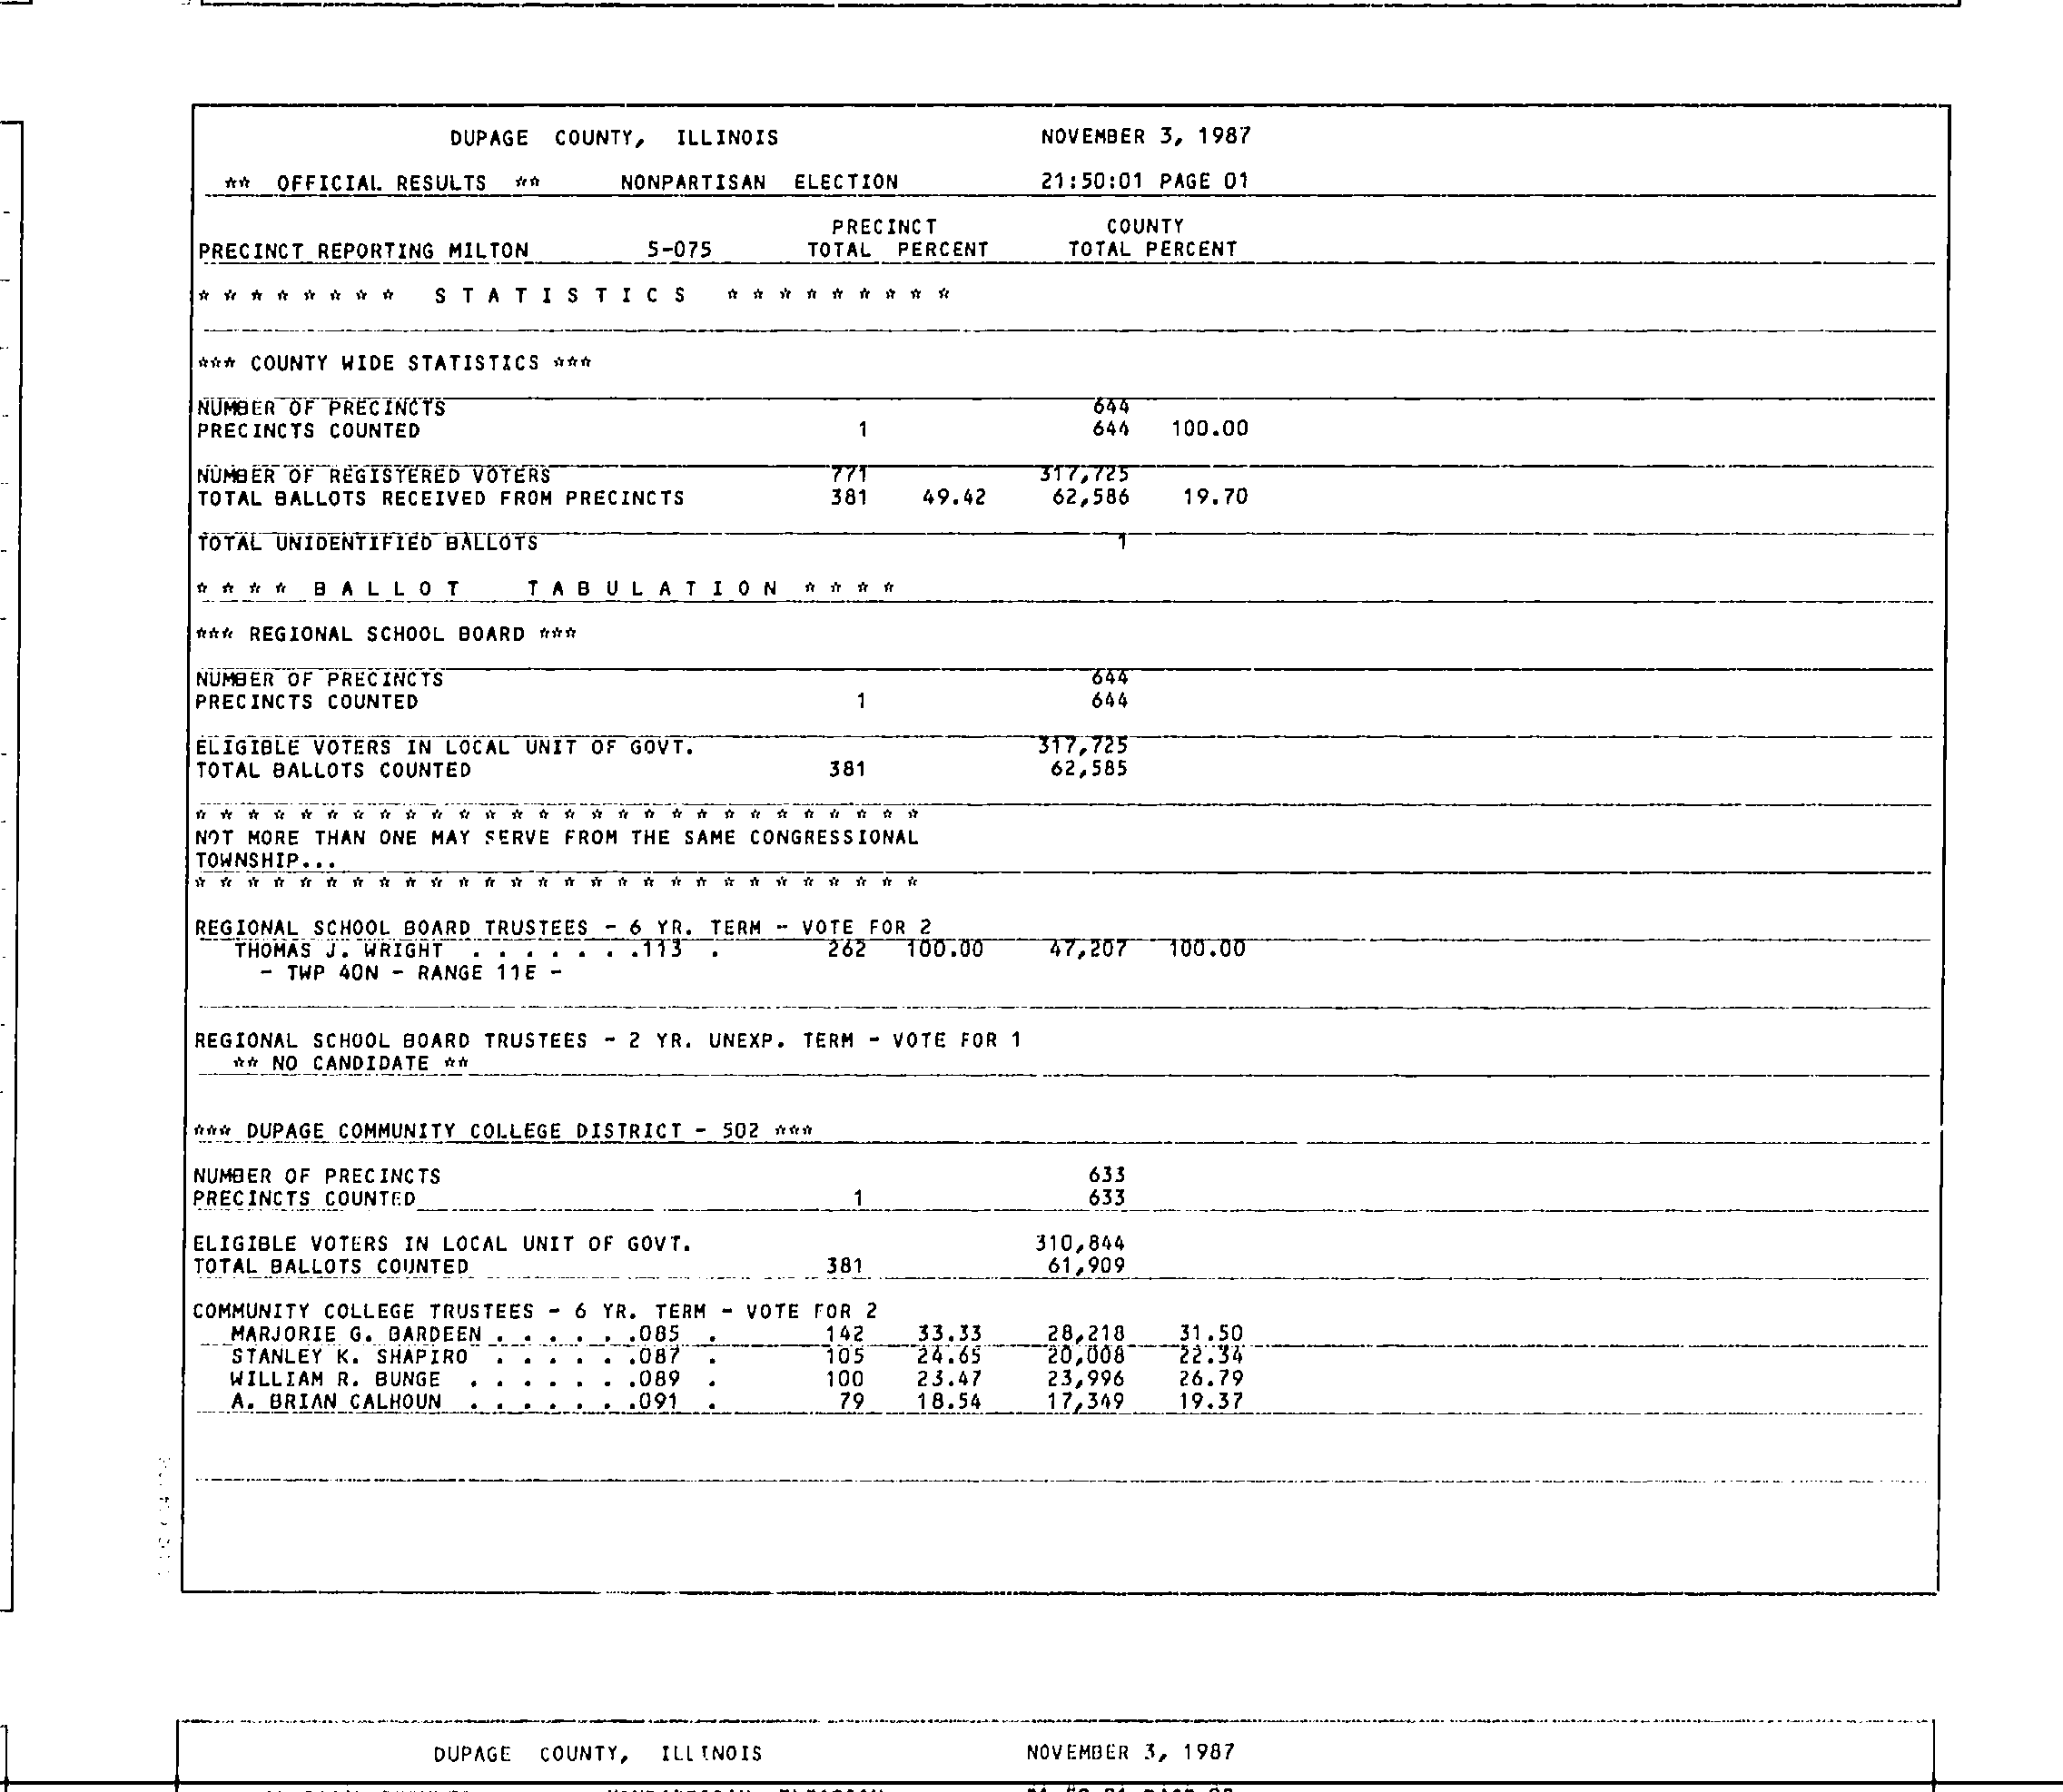 DUPAGE COUNTY, ILLINOIS NOVEMBER 3, 1987
** OFFICIAL RESULTS ** NONPARTISAN ELECTION 21:50:01 PAGE 01
PRECINCT COUNTY
PRECINCT REPORTING MILTON 5-075 TOTAL PERCENT TOTAL PERCENT
* * * * * * * * S T A T I S T I C S * * * * * * * * *
*** COUNTY WIDE STATISTICS ***
NUMBER OF PRECINCTS 644
PRECINCTS COUNTED 1 644 100.00
NUMBER OF REGISTERED VOTERS 771 317,725
TOTAL BALLOTS RECEIVED FROM PRECINCTS 381 49.42 62,586 19.70
TOTAL UNIDENTIFIED BALLOTS 1
* * * * B A L L O T T A B U L A T I O N * * * *
*** REGIONAL SCHOOL BOARD ***
NUMBER OF PRECINCTS 644
PRECINCTS COUNTED 1 644
ELIGIBLE VOTERS IN LOCAL UNIT OF GOVT. 317,725
TOTAL BALLOTS COUNTED 381 62,585
* * * * * * * * * * * * * * * * * * * * * * * * * * * *
NOT MORE THAN ONE MAY SERVE FROM THE SAME CONGRESSIONAL
TOWNSHIP...
* * * * * * * * * * * * * * * * * * * * * * * * * * * *
REGIONAL SCHOOL BOARD TRUSTEES - 6 YR. TERM - VOTE FOR 2
THOMAS J. WRIGHT . . . . . . .113 . 262 100.00 47,207 100.00
- TWP 40N - RANGE 11E -
REGIONAL SCHOOL BOARD TRUSTEES - 2 YR. UNEXP. TERM - VOTE FOR 1
** NO CANDIDATE **
*** DUPAGE COMMUNITY COLLEGE DISTRICT - 502 ***
NUMBER OF PRECINCTS 633
PRECINCTS COUNTED 1 633
ELIGIBLE VOTERS IN LOCAL UNIT OF GOVT. 310,844
TOTAL BALLOTS COUNTED 381 61,909
COMMUNITY COLLEGE TRUSTEES - 6 YR. TERM - VOTE FOR 2
MARJORIE G. BARDEEN . . . . . .085 . 142 33.33 28,218 31.50
STANLEY K. SHAPIRO . . . . . .087 . 105 24.65 20,008 22.34
WILLIAM R. BUNGE . . . . . . .089 . 100 23.47 23,996 26.79
A. BRIAN CALHOUN . . . . . . .091 . 79 18.54 17,349 19.37
DUPAGE COUNTY, ILLINOIS NOVEMBER 3, 1987